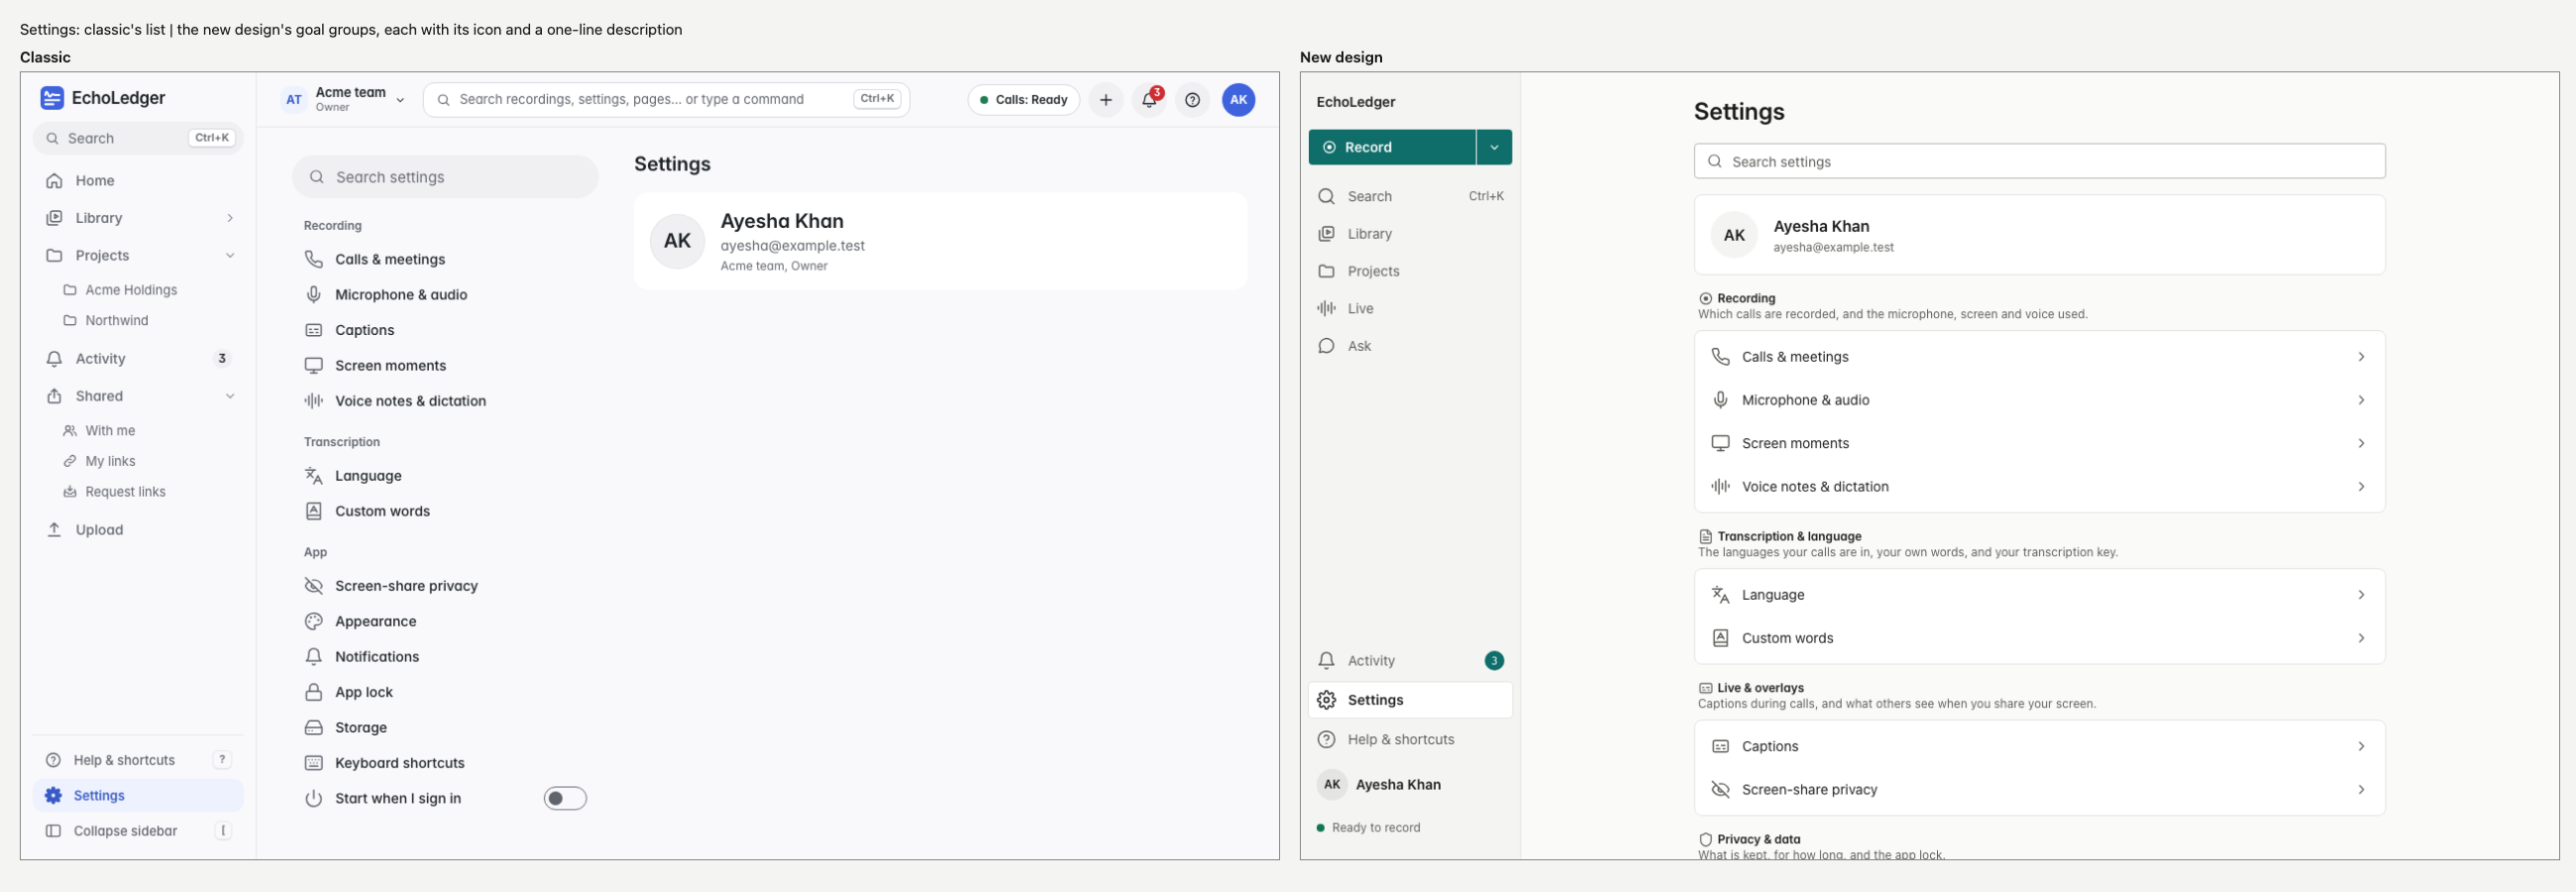 Settings: classic's list | the new design's goal groups, each with its icon and a one-line description
Classic
EchoLedger
Search Ctrl+K
Home
Library
Projects
Acme Holdings
Northwind
Activity 3
Shared
With me
My links
Request links
Upload
Help & shortcuts ?
Settings
Collapse sidebar [
AT Acme team
Owner
Search recordings, settings, pages... or type a command Ctrl+K
Calls: Ready
3
AK
Search settings
Recording
Calls & meetings
Microphone & audio
Captions
Screen moments
Voice notes & dictation
Transcription
Language
Custom words
App
Screen-share privacy
Appearance
Notifications
App lock
Storage
Keyboard shortcuts
Start when I sign in
Settings
AK
Ayesha Khan
ayesha@example.test
Acme team, Owner
New design
EchoLedger
Record
Search Ctrl+K
Library
Projects
Live
Ask
Activity 3
Settings
Help & shortcuts
AK Ayesha Khan
Ready to record
Settings
Search settings
AK
Ayesha Khan
ayesha@example.test
Recording
Which calls are recorded, and the microphone, screen and voice used.
Calls & meetings
Microphone & audio
Screen moments
Voice notes & dictation
Transcription & language
The languages your calls are in, your own words, and your transcription key.
Language
Custom words
Live & overlays
Captions during calls, and what others see when you share your screen.
Captions
Screen-share privacy
Privacy & data
What is kept, for how long, and the app lock.